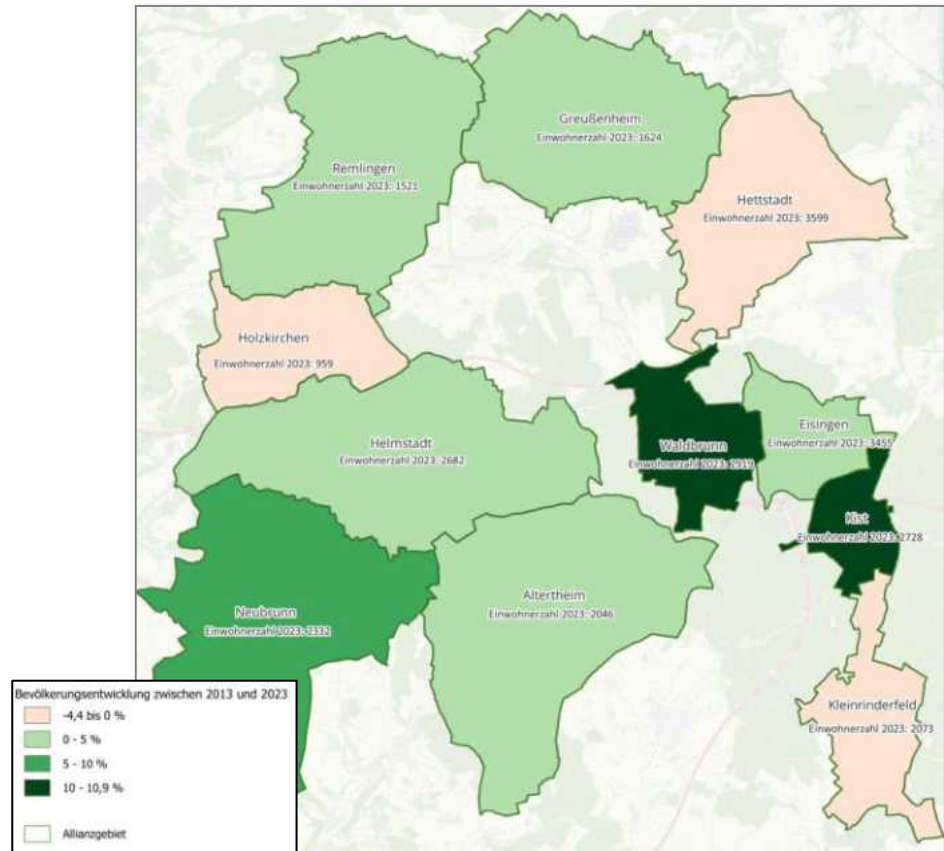 Greußenheim
Einwohnerzahl 2023: 1624
Remlingen
Einwohnerzahl 2023: 1521
Hettstadt
Einwohnerzahl 2023: 3599
Holzkirchen
Einwohnerzahl 2023: 959
Eisingen
Einwohnerzahl 2023: 3455
Helmstadt
Einwohnerzahl 2023: 2682
Waldbrunn
Einwohnerzahl 2023: 2919
Kist
Einwohnerzahl 2023: 2728
Altertheim
Einwohnerzahl 2023: 2046
Neubrunn
Einwohnerzahl 2023: 2332
Kleinrinderfeld
Einwohnerzahl 2023: 2073
Bevölkerungsentwicklung zwischen 2013 und 2023
-4,4 bis 0 %
0 - 5 %
5 - 10 %
10 - 10,9 %
Allianzgebiet